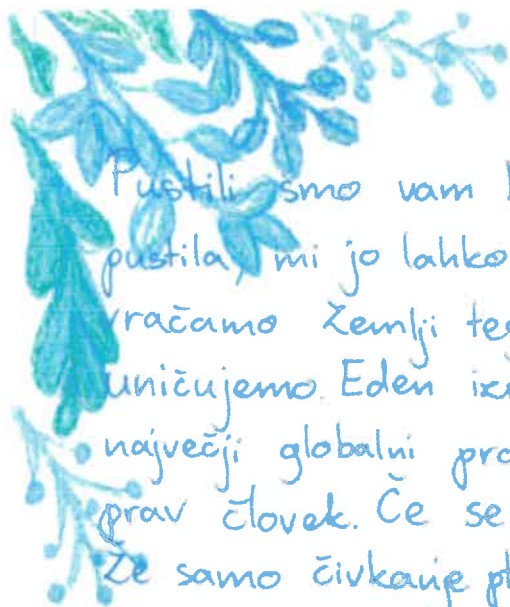 Pustili smo vam
pustila, mi jo lahko
vračamo Zemlji
uničujemo. Eden
največji globalni
prav človek. Če se
Že samo čivkanje